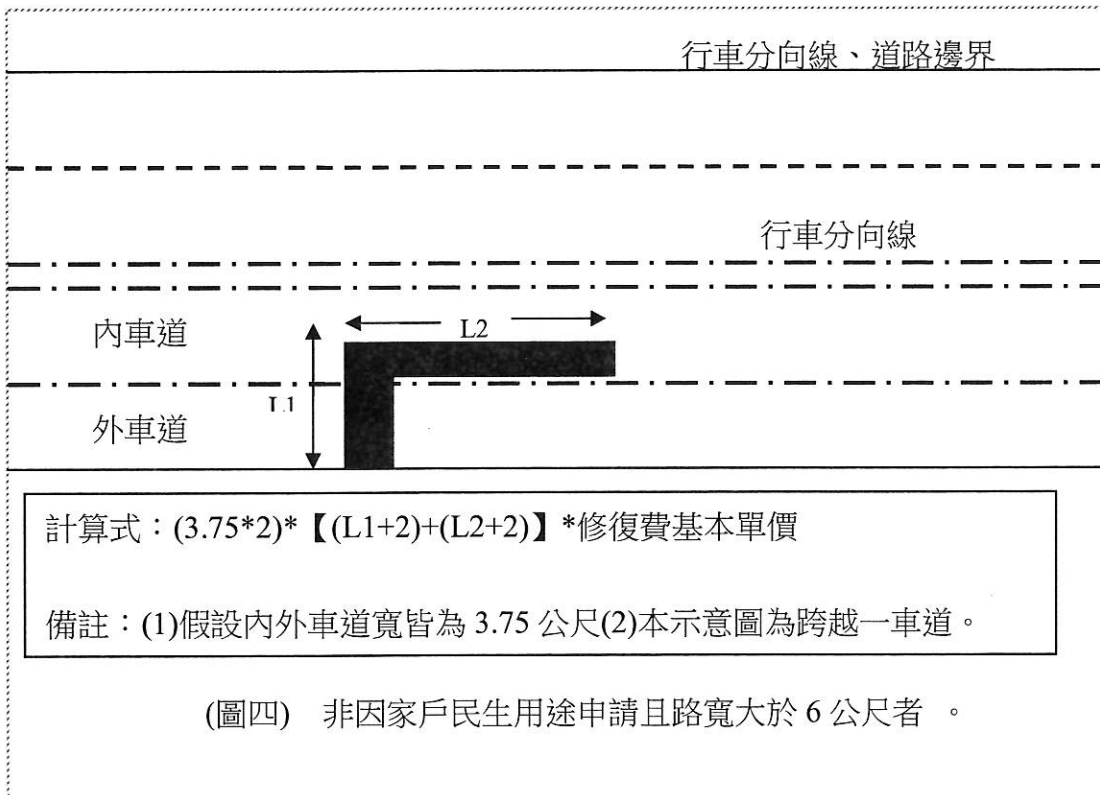 行車分向線、道路邊界
行車分向線
內車道
L2
L1
外車道
計算式：(3.75*2)*【(L1+2)+(L2+2)】*修復費基本單價
備註：(1)假設內外車道寬皆為 3.75 公尺(2)本示意圖為跨越一車道。
(圖四)　非因家戶民生用途申請且路寬大於 6 公尺者 。